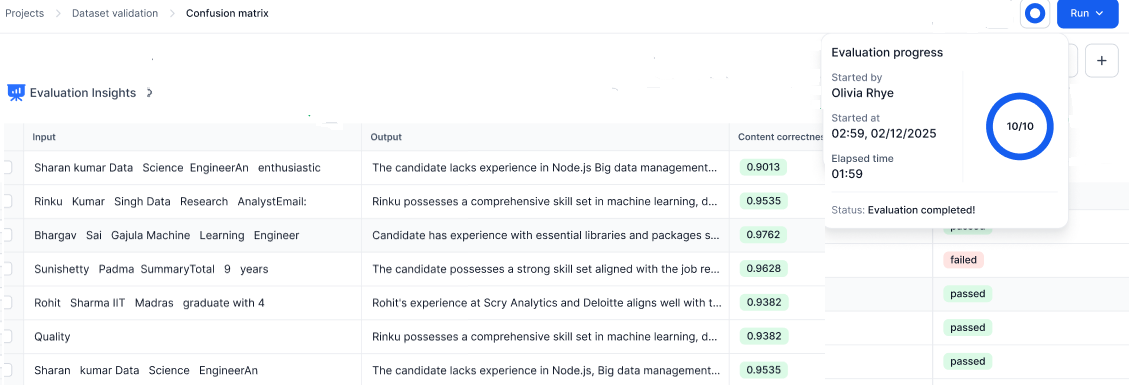 Projects > Dataset validation > Confusion matrix
Run
Evaluation progress
Started by
Olivia Rhye
Started at
02:59, 02/12/2025
Elapsed time
01:59
10/10
Status: Evaluation completed!
Evaluation Insights
Input Output Content correctnes
Sharan kumar Data Science EngineerAn enthusiastic The candidate lacks experience in Node.js Big data management... 0.9013
Rinku Kumar Singh Data Research AnalystEmail: Rinku possesses a comprehensive skill set in machine learning, d... 0.9535
Bhargav Sai Gajula Machine Learning Engineer Candidate has experience with essential libraries and packages s... 0.9762 passed
Sunishetty Padma SummaryTotal 9 years The candidate possesses a strong skill set aligned with the job re... 0.9628 failed
Rohit Sharma IIT Madras graduate with 4 Rohit's experience at Scry Analytics and Deloitte aligns well with t... 0.9382 passed
Quality Rinku possesses a comprehensive skill set in machine learning, d... 0.9382 passed
Sharan kumar Data Science EngineerAn The candidate lacks experience in Node.js, Big data management... 0.9535 passed